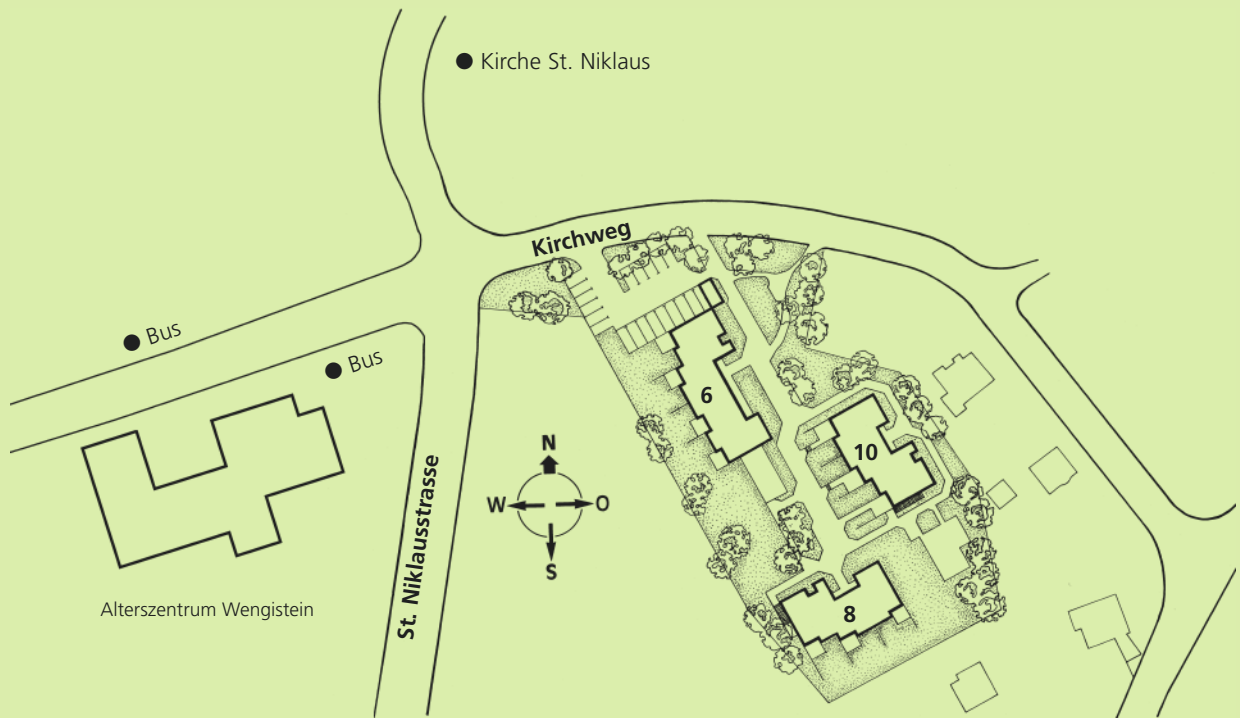 Kirche St. Niklaus
Kirchweg
Bus
Bus
6
N
10
W
O
St. Niklausstrasse
S
Alterszentrum Wengistein
8